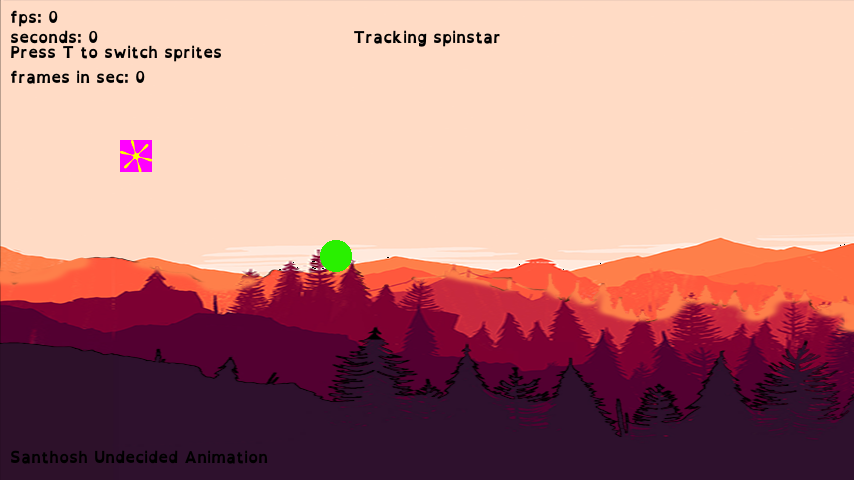 fps: 0
seconds: 0
Press T to switch sprites
frames in sec: 0
Tracking spinstar
Santhosh Undecided Animation